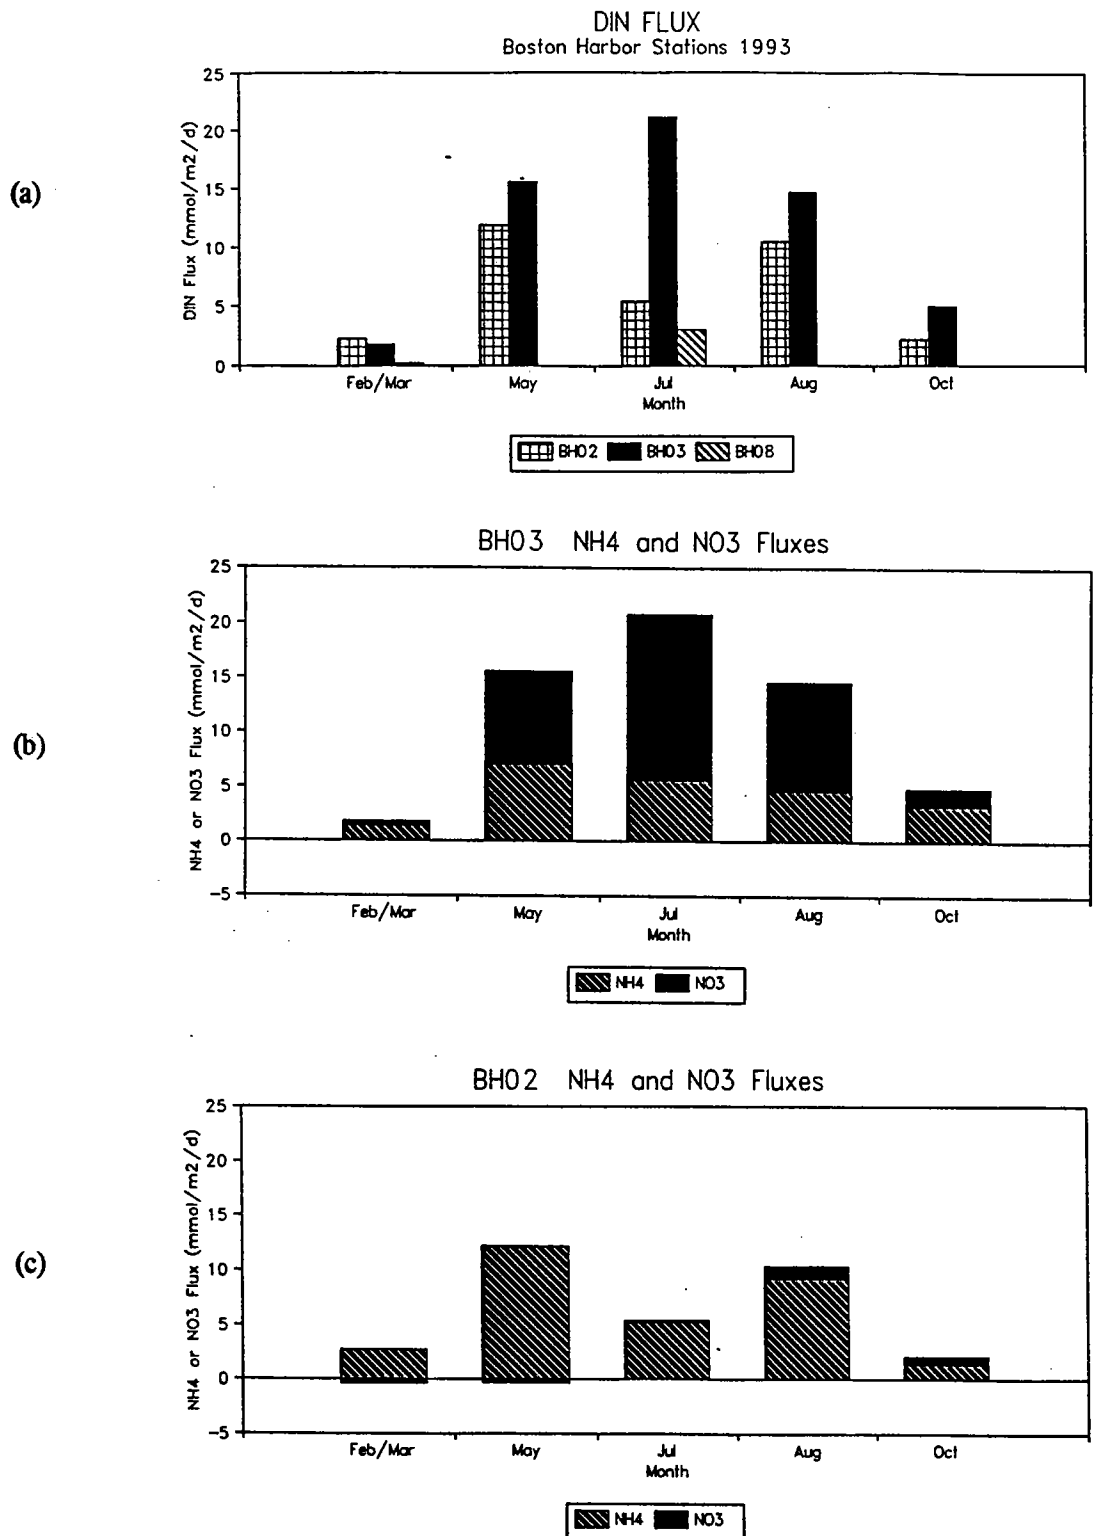 DIN FLUX
Boston Harbor Stations 1993
(a)
DIN Flux (mmol/m2/d)
25
20
15
10
5
0
Feb/Mar May Jul Aug Oct
Month
BH02 BH03 BH08
BH03 NH4 and NO3 Fluxes
(b)
NH4 or NO3 Flux (mmol/m2/d)
25
20
15
10
5
0
-5
Feb/Mar May Jul Aug Oct
Month
NH4 NO3
BH02 NH4 and NO3 Fluxes
(c)
NH4 or NO3 Flux (mmol/m2/d)
25
20
15
10
5
0
-5
Feb/Mar May Jul Aug Oct
Month
NH4 NO3